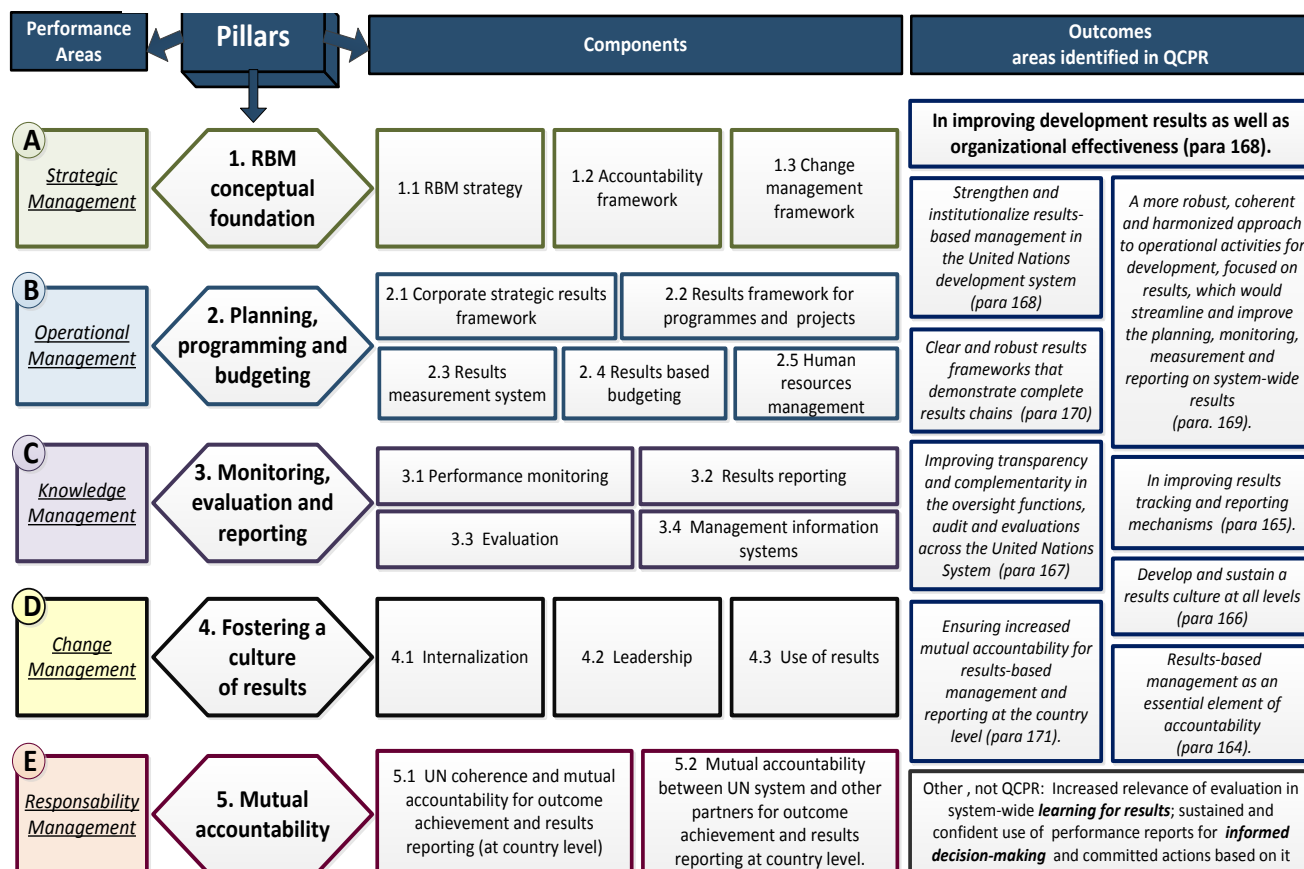 Performance
Areas
Pillars
Components
Outcomes
areas identified in QCPR
A
Strategic
Management
1. RBM
conceptual
foundation
1.1 RBM strategy
1.2 Accountability
framework
1.3 Change
management
framework
B
Operational
Management
2. Planning,
programming and
budgeting
2.1 Corporate strategic results
framework
2.2 Results framework for
programmes and projects
2.3 Results
measurement system
2. 4 Results based
budgeting
2.5 Human
resources
management
C
Knowledge
Management
3. Monitoring,
evaluation and
reporting
3.1 Performance monitoring
3.2 Results reporting
3.3 Evaluation
3.4 Management information
systems
D
Change
Management
4. Fostering a
culture
of results
4.1 Internalization
4.2 Leadership
4.3 Use of results
E
Responsability
Management
5. Mutual
accountability
5.1 UN coherence and mutual
accountability for outcome
achievement and results
reporting (at country level)
5.2 Mutual accountability
between UN system and other
partners for outcome
achievement and results
reporting at country level.
In improving development results as well as
organizational effectiveness (para 168).
Strengthen and
institutionalize results-
based management in
the United Nations
development system
(para 168)
Clear and robust results
frameworks that
demonstrate complete
results chains (para 170)
Improving transparency
and complementarity in
the oversight functions,
audit and evaluations
across the United Nations
System (para 167)
Ensuring increased
mutual accountability for
results-based
management and
reporting at the country
level (para 171).
A more robust, coherent
and harmonized approach
to operational activities for
development, focused on
results, which would
streamline and improve
the planning, monitoring,
measurement and
reporting on system-wide
results
(para. 169).
In improving results
tracking and reporting
mechanisms (para 165).
Develop and sustain a
results culture at all levels
(para 166)
Results-based
management as an
essential element of
accountability
(para 164).
Other , not QCPR: Increased relevance of evaluation in
system-wide learning for results; sustained and
confident use of performance reports for informed
decision-making and committed actions based on it